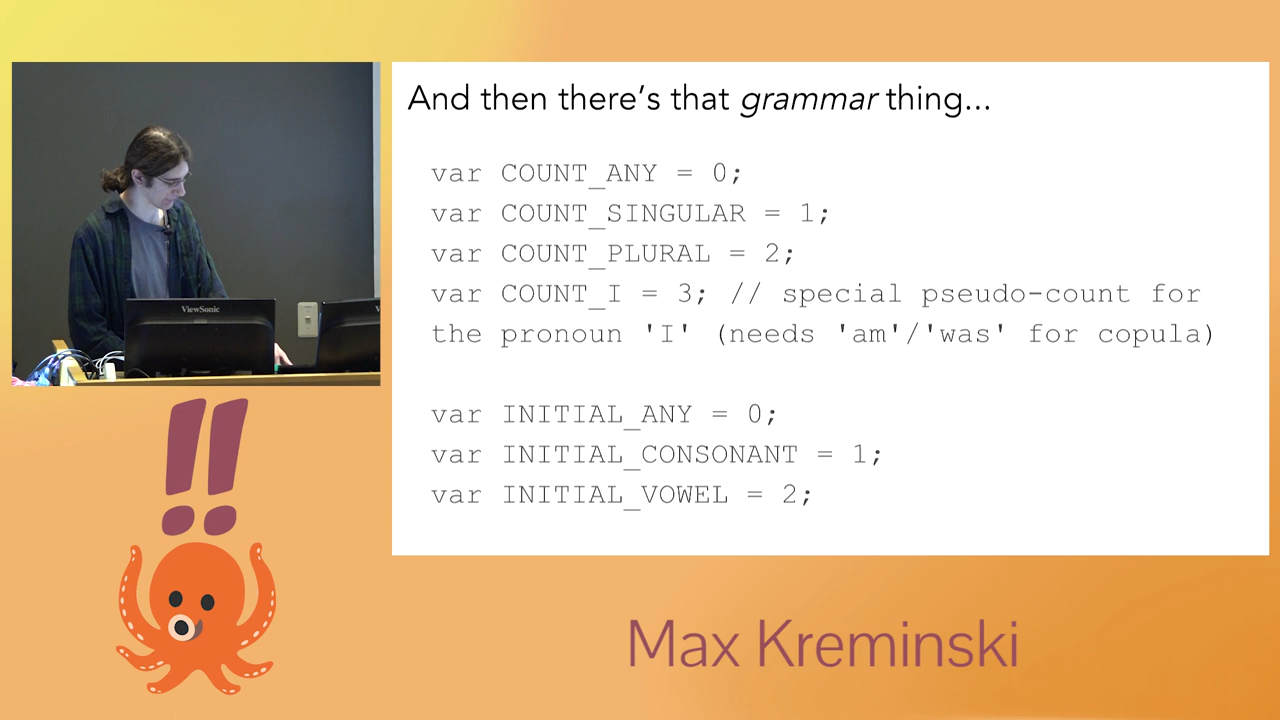 And then there's that grammar thing...
var COUNT_ANY = 0;
var COUNT_SINGULAR = 1;
var COUNT_PLURAL = 2;
var COUNT_I = 3; // special pseudo-count for
the pronoun 'I' (needs 'am'/'was' for copula)
var INITIAL_ANY = 0;
var INITIAL_CONSONANT = 1;
var INITIAL_VOWEL = 2;
ViewSonic
!!
Max Kreminski